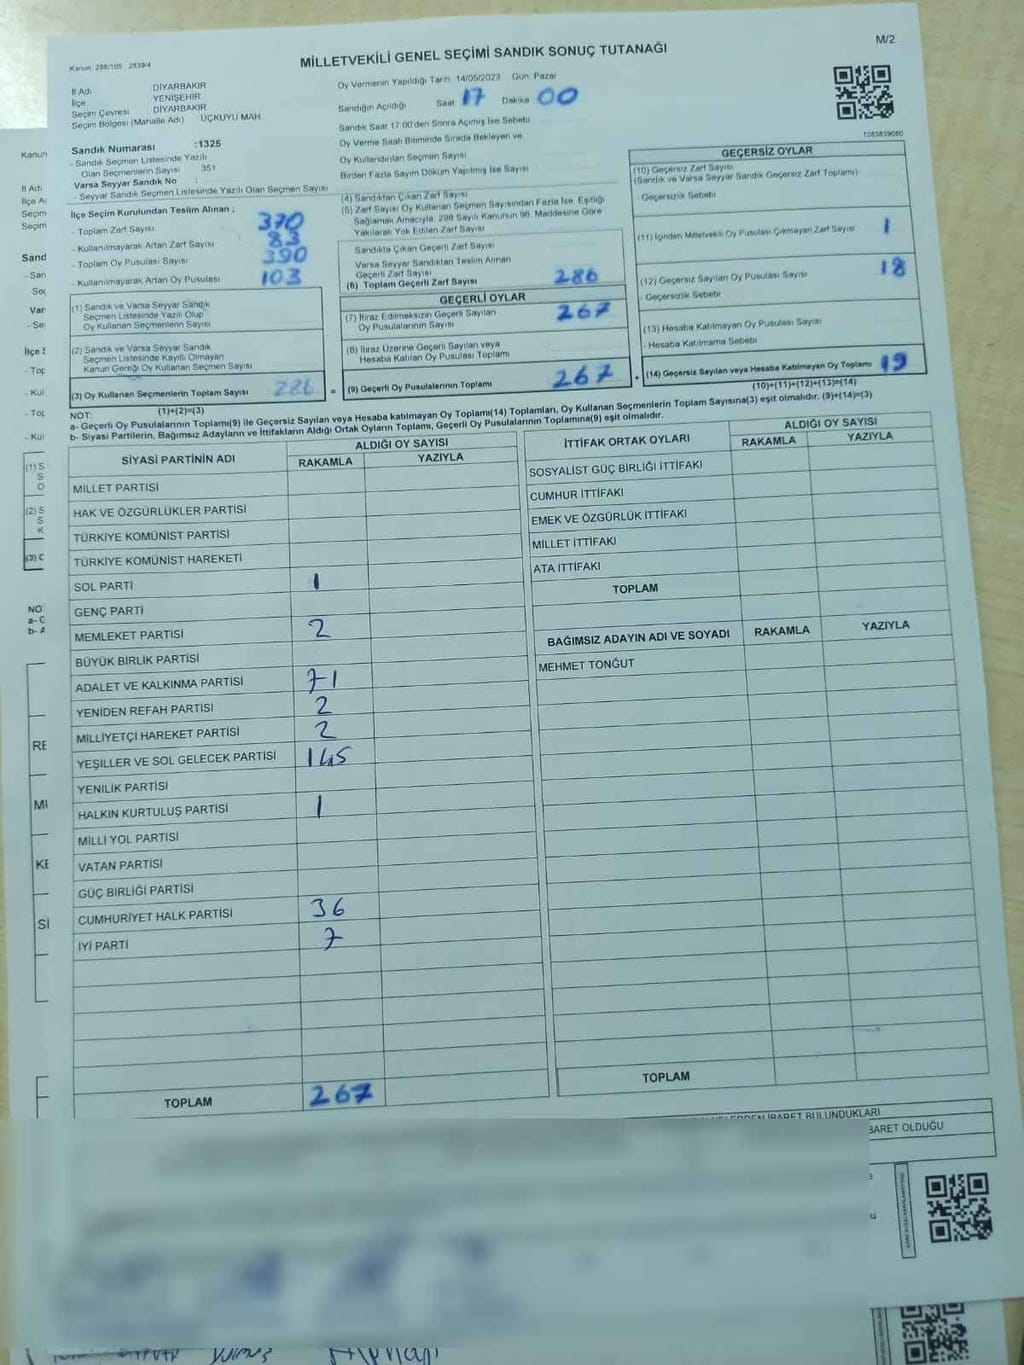 M/2
Kanun: 298/105 , 2839/4
MİLLETVEKİLİ GENEL SEÇİMİ SANDIK SONUÇ TUTANAĞI
İl Adı DİYARBAKIR
İlçe YENİŞEHİR
Seçim Çevresi DİYARBAKIR
Seçim Bölgesi (Mahalle Adı) ÜÇKUYU MAH.
Sandık Numarası :1325
- Sandık Seçmen Listesinde Yazılı
Olan Seçmenlerin Sayısı 351
Varsa Seyyar Sandık No :
- Seyyar Sandık Seçmen Listesinde Yazılı Olan Seçmen Sayısı
İlçe Seçim Kurulundan Teslim Alınan ;
- Toplam Zarf Sayısı 370
- Kullanılmayarak Artan Zarf Sayısı 83
- Toplam Oy Pusulası Sayısı 390
- Kullanılmayarak Artan Oy Pusulası 103
(1) Sandık ve Varsa Seyyar Sandık
Seçmen Listesinde Yazılı Olup
Oy Kullanan Seçmenlerin Sayısı
(2) Sandık ve Varsa Seyyar Sandık
Seçmen Listesinde Kayıtlı Olmayan
Kanun Gereği Oy Kullanan Seçmen Sayısı
(3) Oy Kullanan Seçmenlerin Toplam Sayısı 286 =
(1)+(2)=(3)
Oy Vermenin Yapıldığı Tarih 14/05/2023 Gün: Pazar
Sandığın Açıldığı Saat 17 Dakika 00
Sandık Saat 17:00'den Sonra Açımış İse Sebebi
Oy Verme Saati Bitiminde Sırada Bekleyen ve
Oy Kullandırılan Seçmen Sayısı
Birden Fazla Sayım Döküm Yapılmış İse Sayısı
(4) Sandıktan Çıkan Zarf Sayısı
(5) Zarf Sayısı Oy Kullanan Seçmen Sayısından Fazla İse, Eşitliği
Sağlamak Amacıyla, 298 Sayılı Kanunun 98. Maddesine Göre
Yakılarak Yok Edilen Zarf Sayısı
Sandıkta Çıkan Geçerli Zarf Sayısı
Varsa Seyyar Sandıktan Teslim Alınan
Geçerli Zarf Sayısı
(6) Toplam Geçerli Zarf Sayısı 286
GEÇERLİ OYLAR
(7) İtiraz Edilmeksizin Geçerli Sayılan
Oy Pusulalarının Sayısı 267
(8) İtiraz Üzerine Geçerli Sayılan veya
Hesaba Katılan Oy Pusulası Toplamı
(9) Geçerli Oy Pusulalarının Toplamı 267 +
1083839060
GEÇERSİZ OYLAR
(10) Geçersiz Zarf Sayısı
(Sandık ve Varsa Seyyar Sandık Geçersiz Zarf Toplamı)
- Geçersizlik Sebebi
(11) İçinden Milletvekili Oy Pusulası Çıkmayan Zarf Sayısı 1
(12) Geçersiz Sayılan Oy Pusulası Sayısı 18
- Geçersizlik Sebebi
(13) Hesaba Katılmayan Oy Pusulası Sayısı
- Hesaba Katılmama Sebebi
(14) Geçersiz Sayılan veya Hesaba Katılmayan Oy Toplamı 19
(10)+(11)+(12)+(13)=(14)
NOT:
a- Geçerli Oy Pusulalarının Toplamı(9) ile Geçersiz Sayılan veya Hesaba katılmayan Oy Toplamı(14) Toplamları, Oy Kullanan Seçmenlerin Toplam Sayısına(3) eşit olmalıdır. (9)+(14)=(3)
b- Siyasi Partilerin, Bağımsız Adayların ve İttifakların Aldığı Ortak Oyların Toplamı, Geçerli Oy Pusulalarının Toplamına(9) eşit olmalıdır.
SİYASİ PARTİNİN ADI ALDIĞI OY SAYISI
RAKAMLA YAZIYLA
MİLLET PARTİSİ
HAK VE ÖZGÜRLÜKLER PARTİSİ
TÜRKİYE KOMÜNİST PARTİSİ
TÜRKİYE KOMÜNİST HAREKETİ
SOL PARTİ 1
GENÇ PARTİ
MEMLEKET PARTİSİ 2
BÜYÜK BİRLİK PARTİSİ
ADALET VE KALKINMA PARTİSİ 71
YENİDEN REFAH PARTİSİ 2
MİLLİYETÇİ HAREKET PARTİSİ 2
YEŞİLLER VE SOL GELECEK PARTİSİ 145
YENİLİK PARTİSİ
HALKIN KURTULUŞ PARTİSİ 1
MİLLİ YOL PARTİSİ
VATAN PARTİSİ
GÜÇ BİRLİĞİ PARTİSİ
CUMHURİYET HALK PARTİSİ 36
İYİ PARTİ 7
TOPLAM 267
İTTİFAK ORTAK OYLARI ALDIĞI OY SAYISI
RAKAMLA YAZIYLA
SOSYALİST GÜÇ BİRLİĞİ İTTİFAKI
CUMHUR İTTİFAKI
EMEK VE ÖZGÜRLÜK İTTİFAKI
MİLLET İTTİFAKI
ATA İTTİFAKI
TOPLAM
BAĞIMSIZ ADAYIN ADI VE SOYADI RAKAMLA YAZIYLA
MEHMET TONĞUT
TOPLAM
İBARET BULUNDUKLARI
BARET OLDUĞU